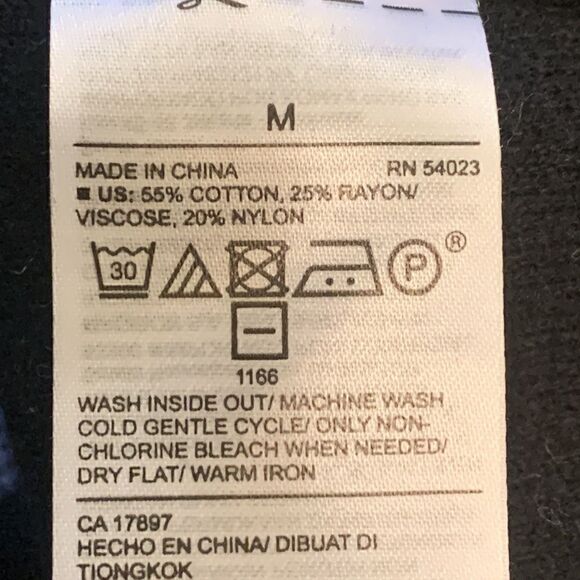 M
MADE IN CHINA RN 54023
US: 55% COTTON, 25% RAYON/
VISCOSE, 20% NYLON
30 P ®
1166
WASH INSIDE OUT/ MACHINE WASH
COLD GENTLE CYCLE/ ONLY NON-
CHLORINE BLEACH WHEN NEEDED/
DRY FLAT/ WARM IRON
CA 17897
HECHO EN CHINA/ DIBUAT DI
TIONGKOK